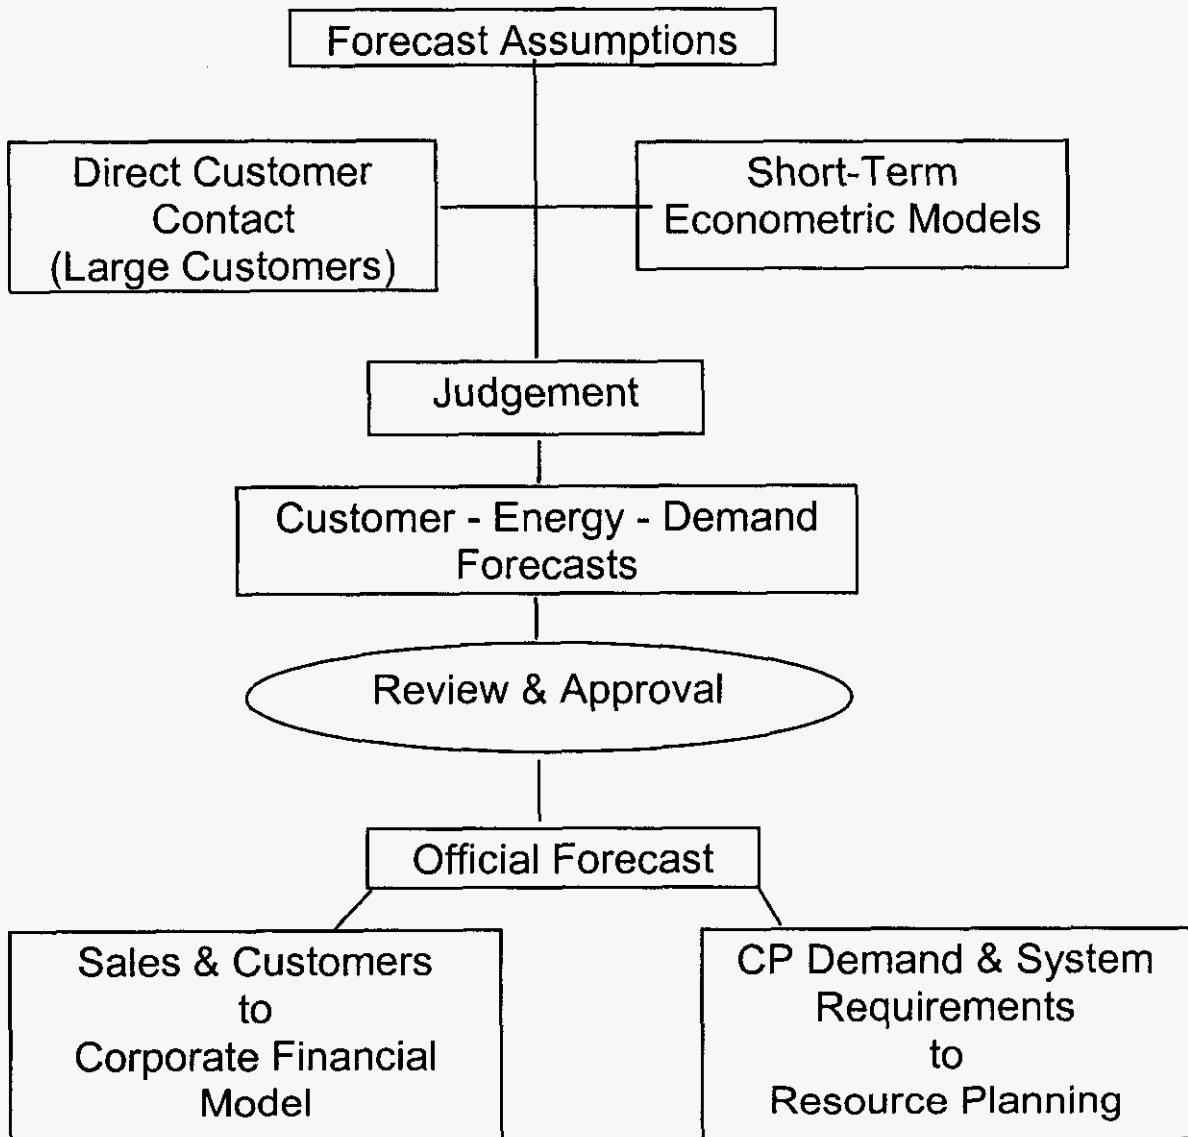 Forecast Assumptions
Direct Customer
Contact
(Large Customers)
Short-Term
Econometric Models
Judgement
Customer - Energy - Demand
Forecasts
Review & Approval
Official Forecast
Sales & Customers
to
Corporate Financial
Model
CP Demand & System
Requirements
to
Resource Planning